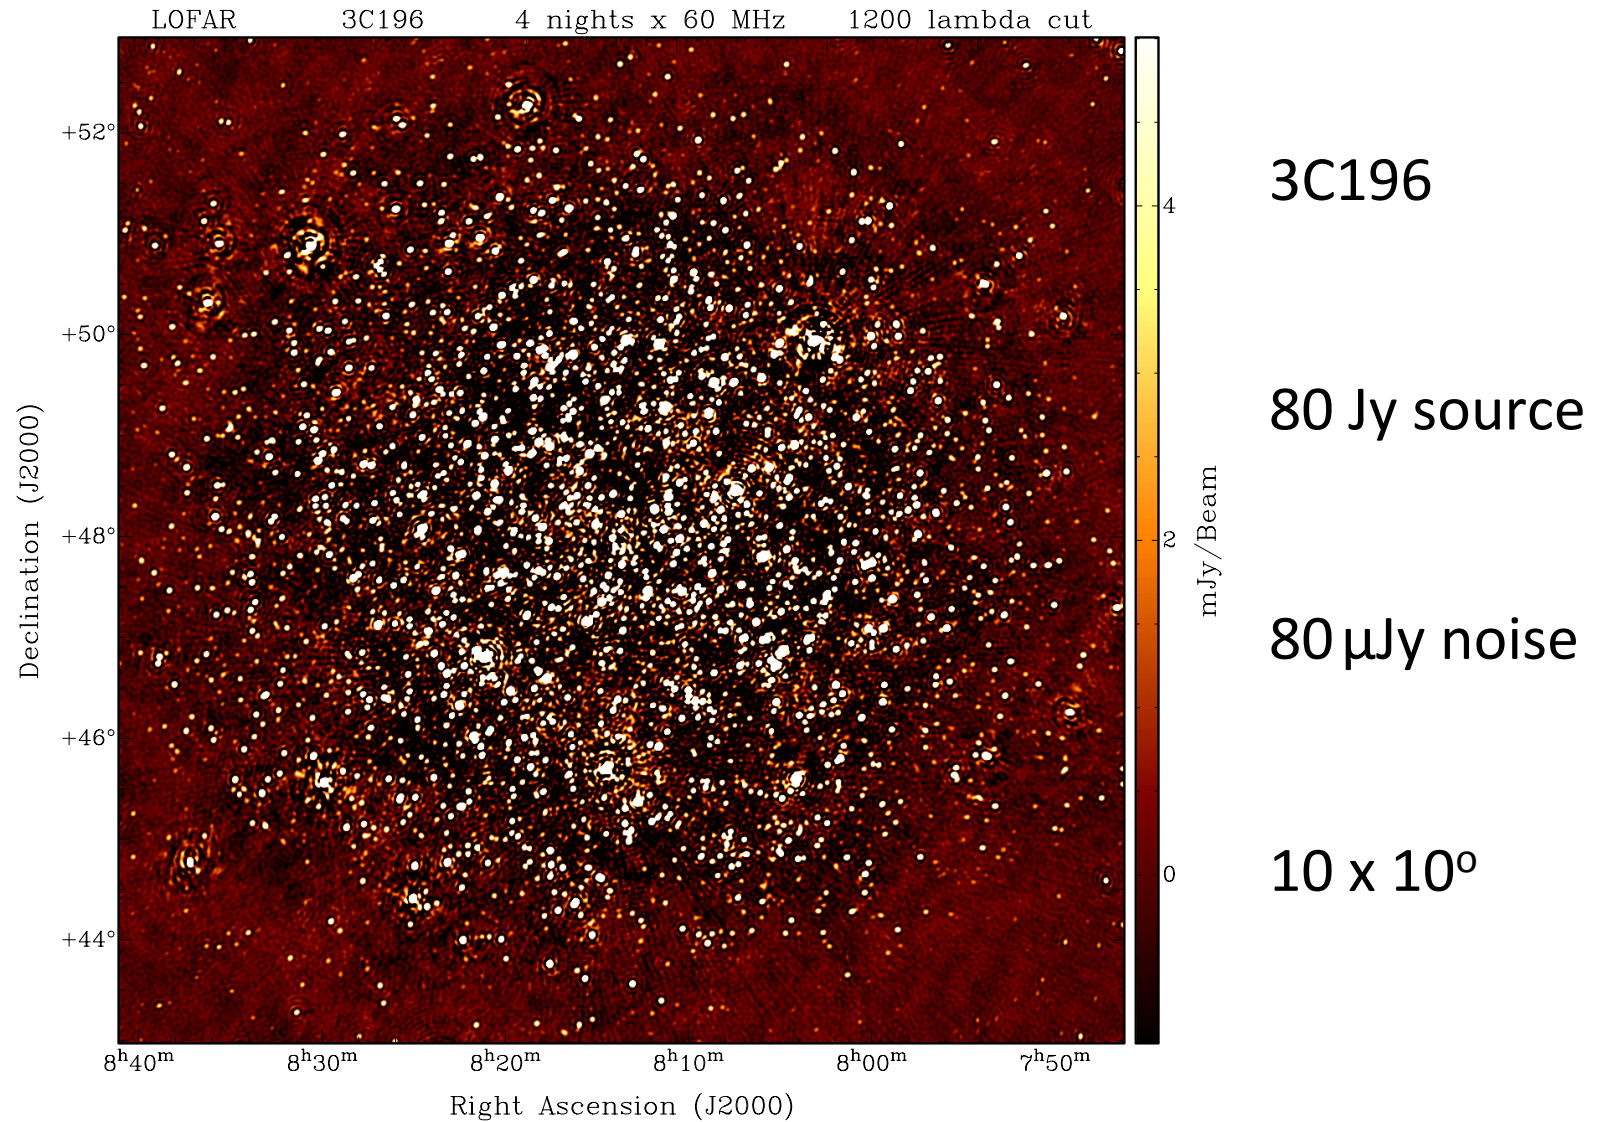 LOFAR 3C196 4 nights x 60 MHz 1200 lambda cut
+52°
+50°
+48°
+46°
+44°
Declination (J2000)
8ʰ40ᵐ 8ʰ30ᵐ 8ʰ20ᵐ 8ʰ10ᵐ 8ʰ00ᵐ 7ʰ50ᵐ
Right Ascension (J2000)
4
2
0
mJy/Beam
3C196
80 Jy source
80 µJy noise
10 x 10º